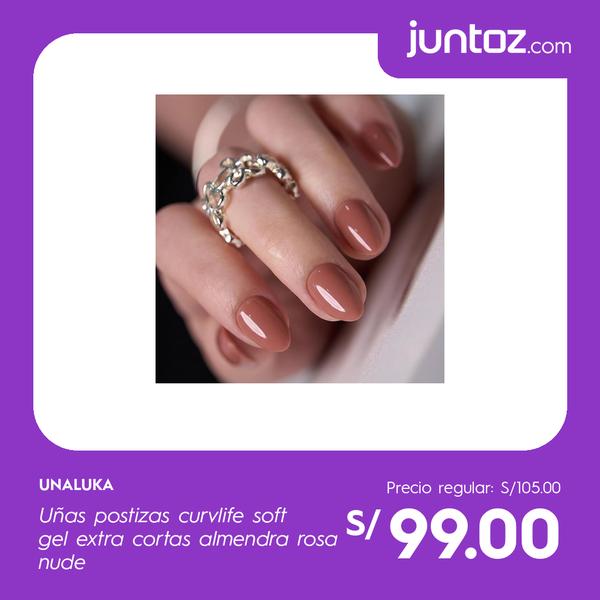 juntoz.com
UNALUKA
Uñas postizas curvlife soft
gel extra cortas almendra rosa
nude
Precio regular: S/105.00
S/99.00